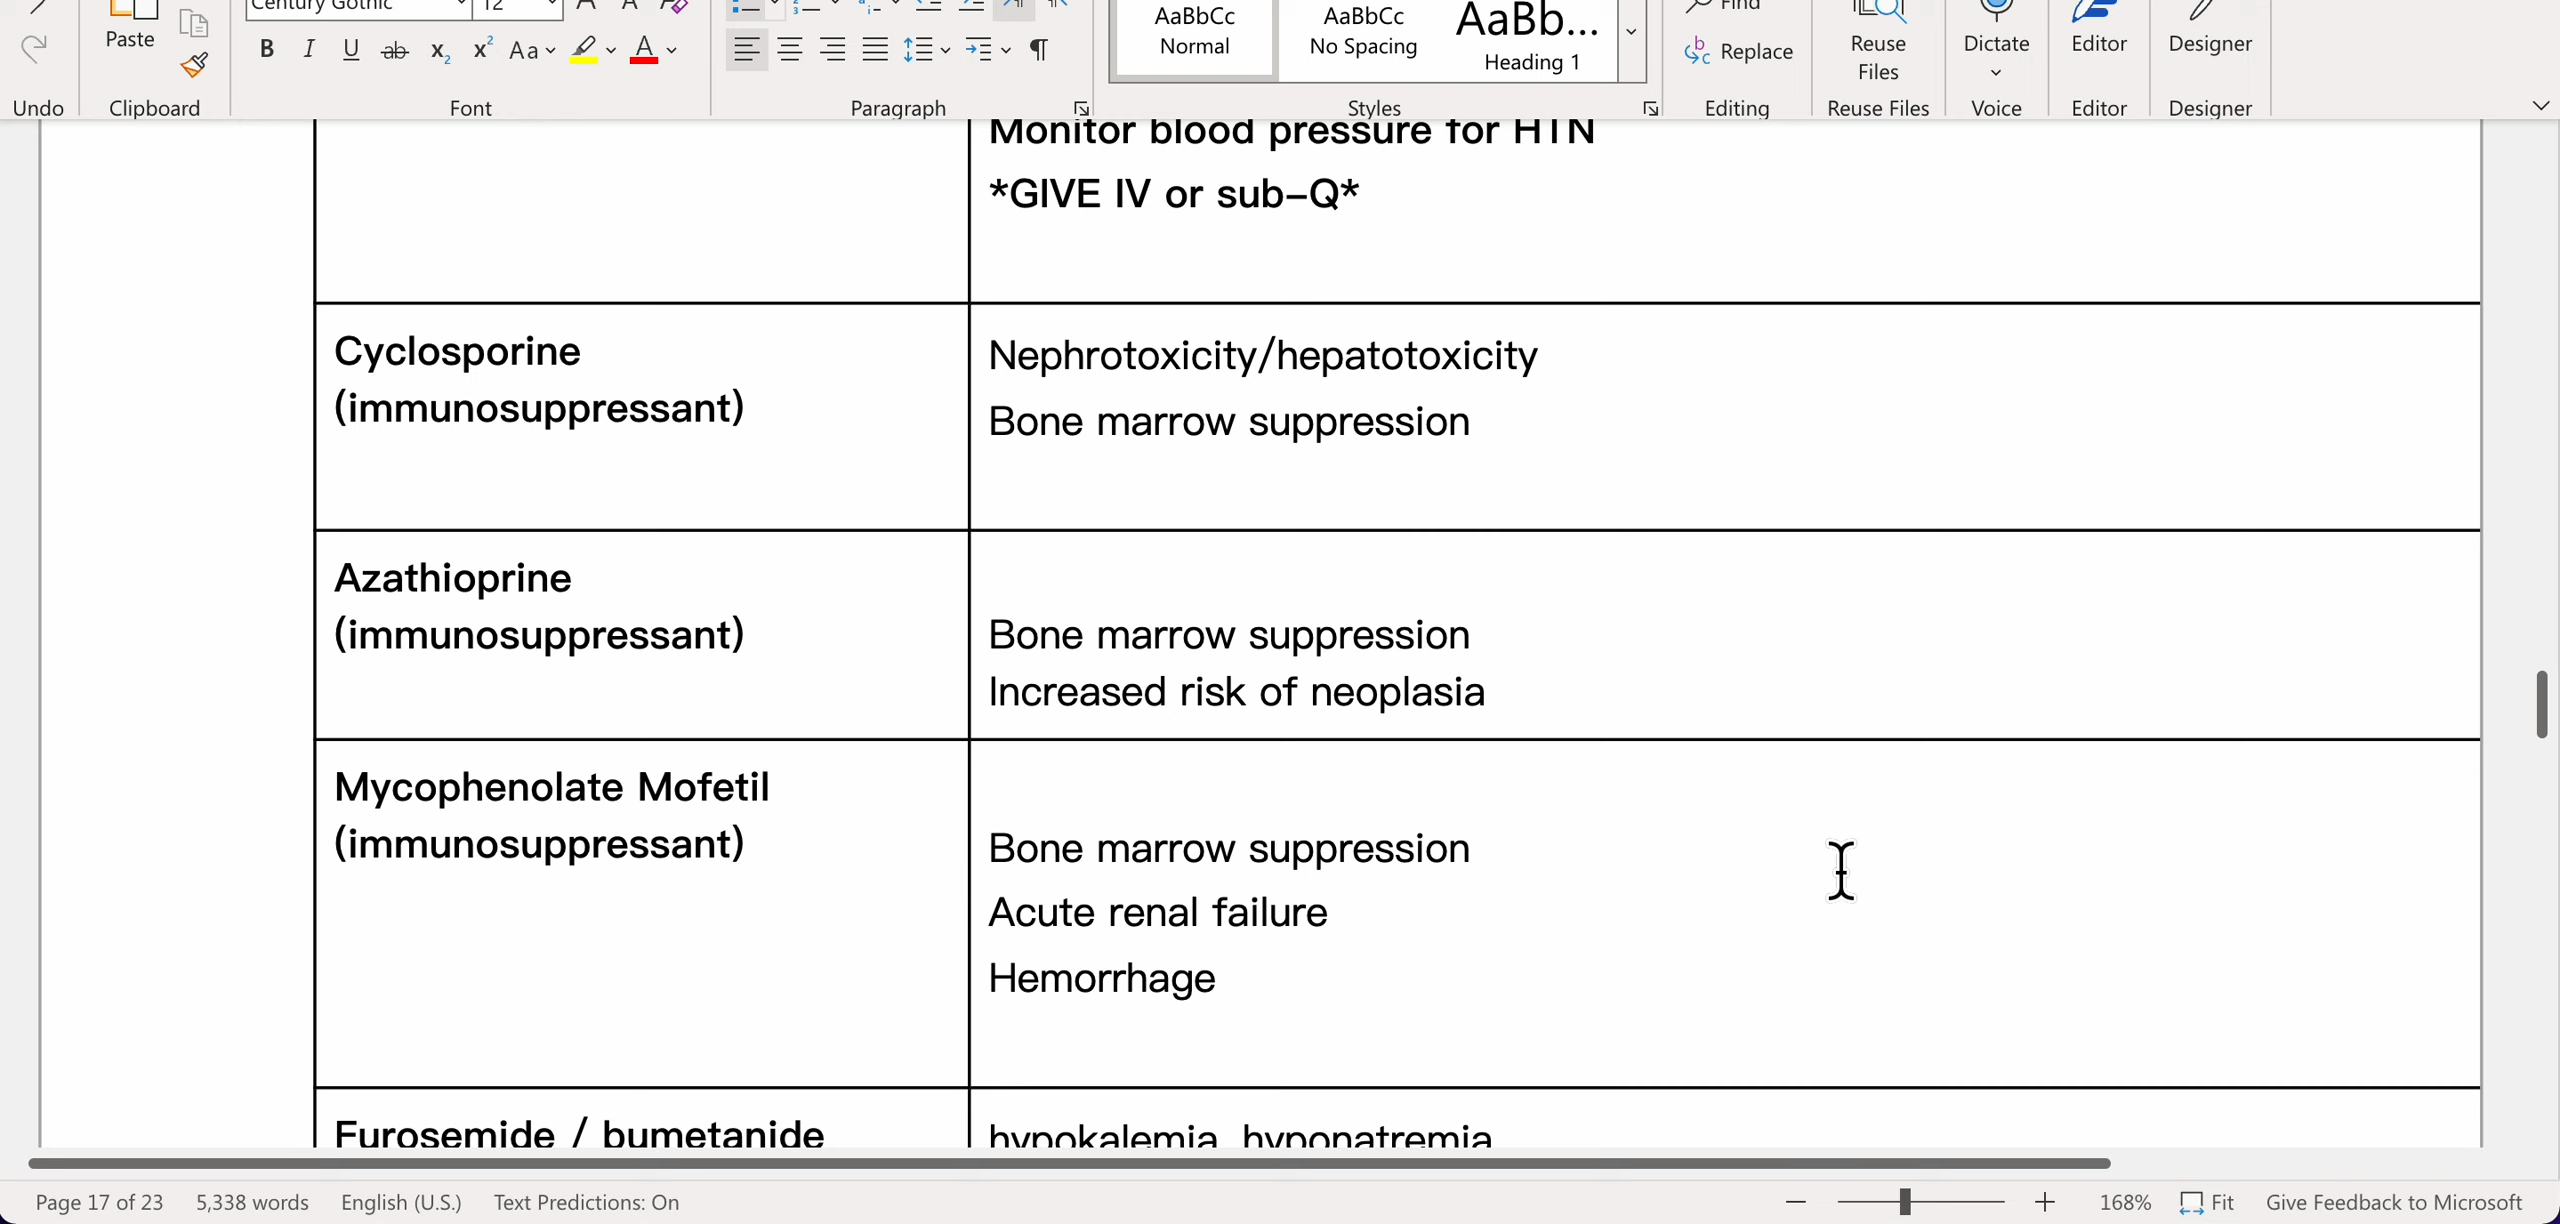 Century Gothic 12
Paste
B I U ab x2 x2 Aa A
Undo Clipboard Font Paragraph
AaBbCc AaBbCc AaBb...
Normal No Spacing Heading 1
Styles
Find
Replace
Editing
Reuse
Files
Reuse Files
Dictate
Voice
Editor
Editor
Designer
Designer
Monitor blood pressure for HTN
*GIVE IV or sub-Q*
Cyclosporine
(immunosuppressant)
Nephrotoxicity/hepatotoxicity
Bone marrow suppression
Azathioprine
(immunosuppressant)
Bone marrow suppression
Increased risk of neoplasia
Mycophenolate Mofetil
(immunosuppressant)
Bone marrow suppression
Acute renal failure
Hemorrhage
Furosemide / bumetanide
hypokalemia, hyponatremia
Page 17 of 23 5,338 words English (U.S.) Text Predictions: On 168% Fit Give Feedback to Microsoft